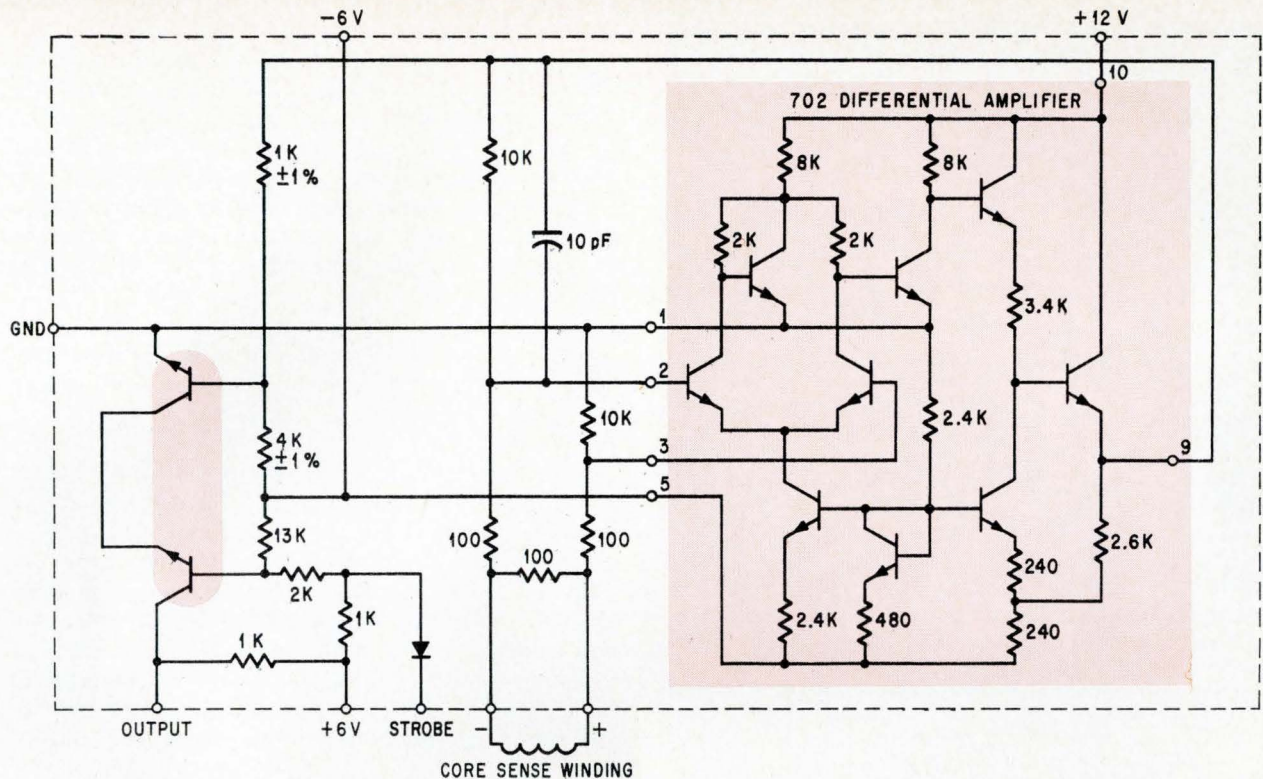 -6V
+12 V
10
702 DIFFERENTIAL AMPLIFIER
1K
±1%
10K
8K
8K
10 pF
2K
2K
3.4K
GND
1
2
10K
2.4K
4K
±1%
3
9
5
13K
100
100
100
2.6K
2K
240
1K
2.4K
480
240
1K
OUTPUT
+6V
STROBE
-
+
CORE SENSE WINDING